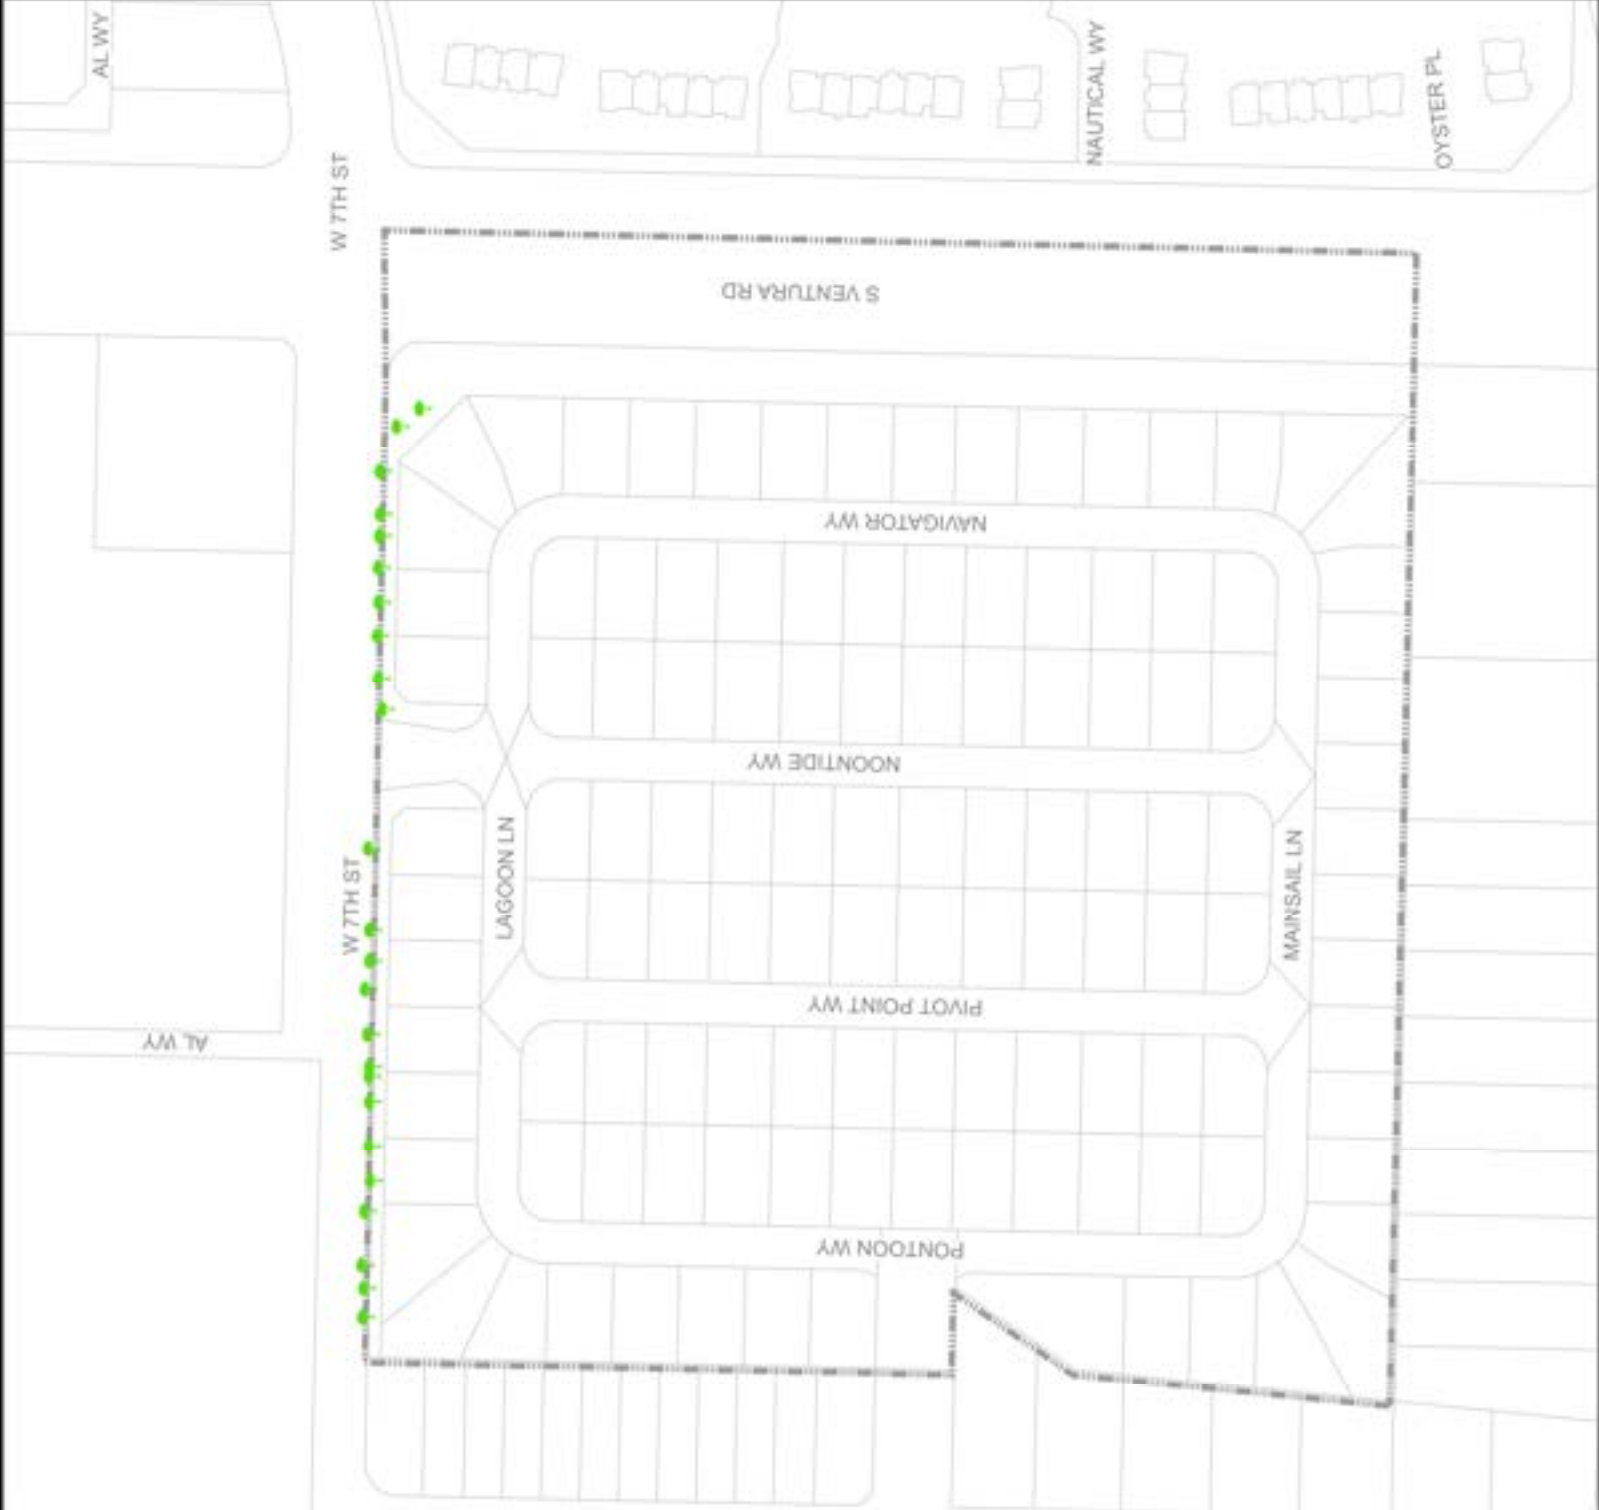 AL WY
NAUTICAL WY
OYSTER PL
W 7TH ST
S VENTURA RD
NAVIGATOR WY
NOONTIDE WY
LAGOON LN
MAINSAIL LN
W 7TH ST
PIVOT POINT WY
AL WY
PONTOON WY